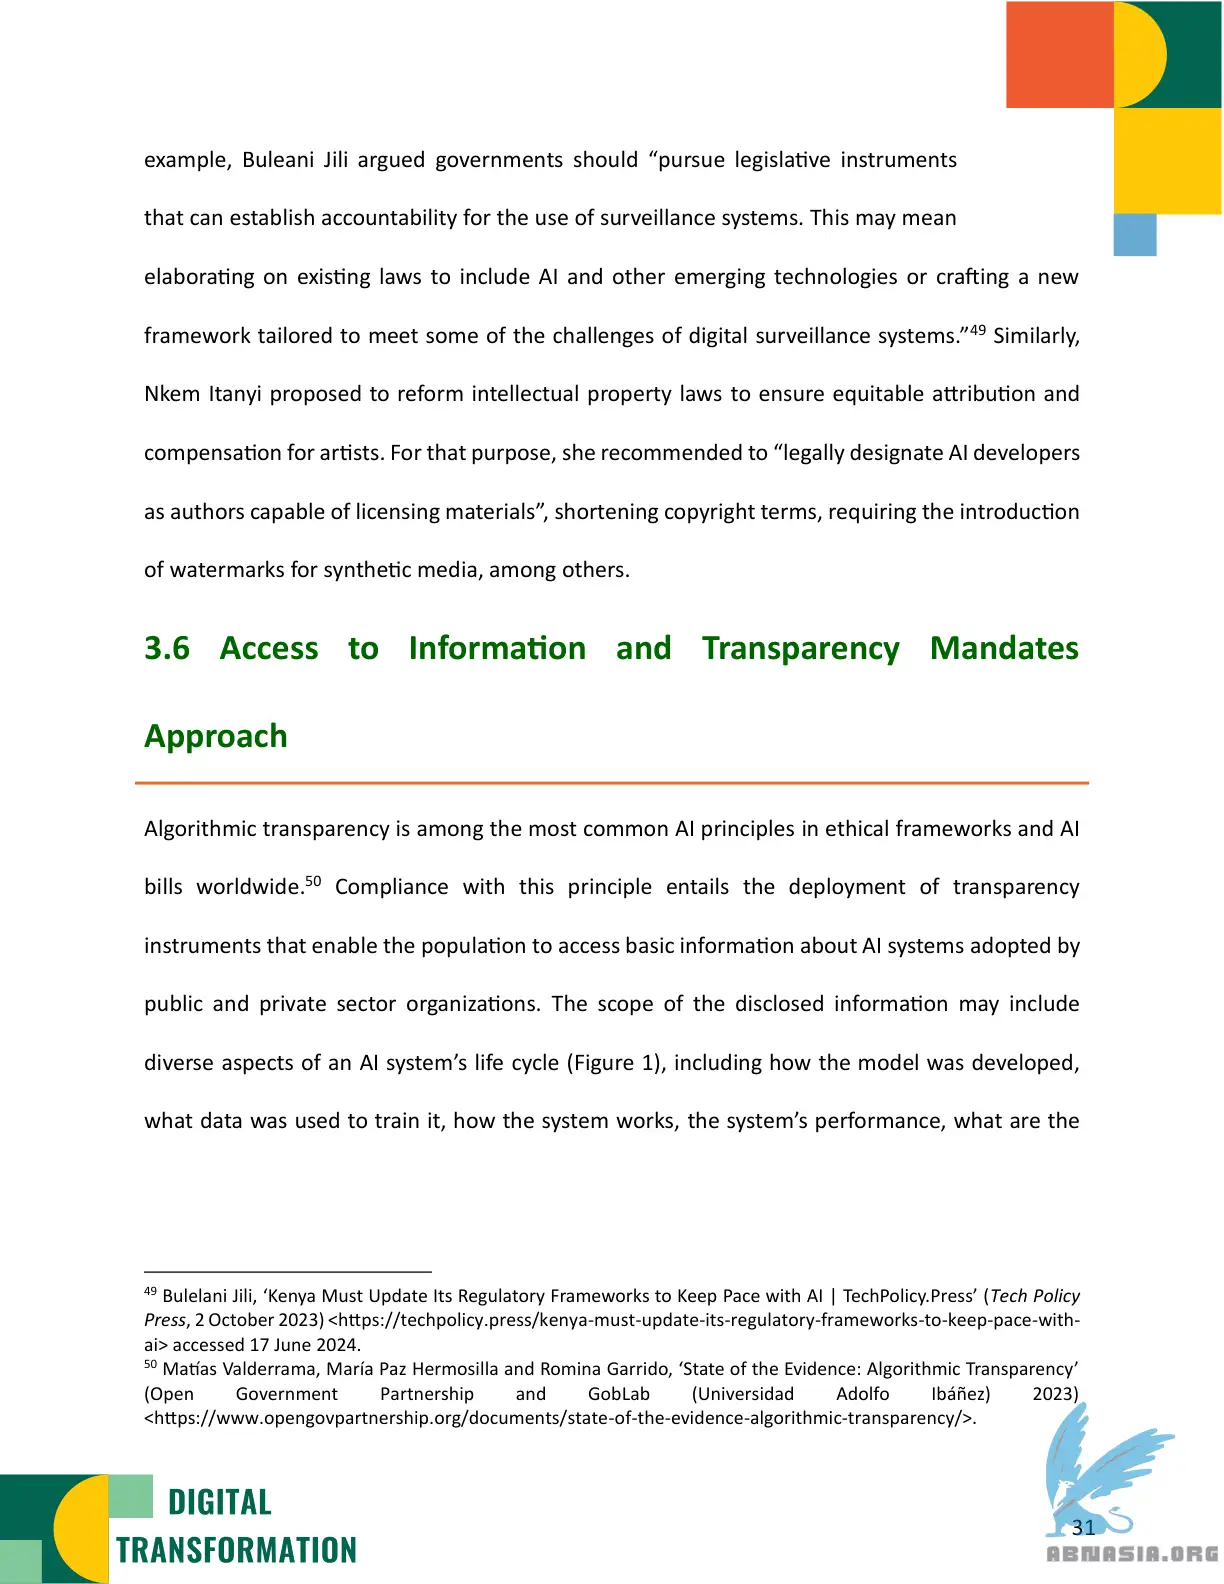 example, Buleani Jili argued governments should “pursue legislative instruments
that can establish accountability for the use of surveillance systems. This may mean
elaborating on existing laws to include AI and other emerging technologies or crafting a new
framework tailored to meet some of the challenges of digital surveillance systems.”49 Similarly,
Nkem Itanyi proposed to reform intellectual property laws to ensure equitable attribution and
compensation for artists. For that purpose, she recommended to “legally designate AI developers
as authors capable of licensing materials”, shortening copyright terms, requiring the introduction
of watermarks for synthetic media, among others.
3.6 Access to Information and Transparency Mandates
Approach
Algorithmic transparency is among the most common AI principles in ethical frameworks and AI
bills worldwide.50 Compliance with this principle entails the deployment of transparency
instruments that enable the population to access basic information about AI systems adopted by
public and private sector organizations. The scope of the disclosed information may include
diverse aspects of an AI system’s life cycle (Figure 1), including how the model was developed,
what data was used to train it, how the system works, the system’s performance, what are the
49 Bulelani Jili, ‘Kenya Must Update Its Regulatory Frameworks to Keep Pace with AI | TechPolicy.Press’ (Tech Policy
Press, 2 October 2023) <https://techpolicy.press/kenya-must-update-its-regulatory-frameworks-to-keep-pace-with-
ai> accessed 17 June 2024.
50 Matías Valderrama, María Paz Hermosilla and Romina Garrido, ‘State of the Evidence: Algorithmic Transparency’
(Open Government Partnership and GobLab (Universidad Adolfo Ibáñez) 2023)
<https://www.opengovpartnership.org/documents/state-of-the-evidence-algorithmic-transparency/>.
DIGITAL
TRANSFORMATION
31
ABNASIA.ORG